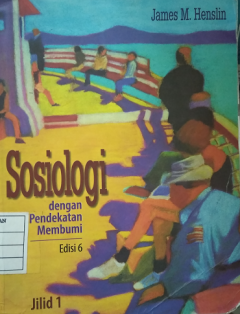 James M. Henslin
Sosiologi
dengan
Pendekatan
Membumi
Edisi 6
Jilid 1